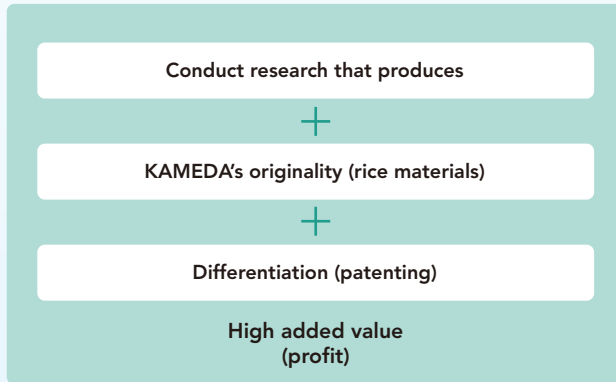 Conduct research that produces
+
KAMEDA's originality (rice materials)
+
Differentiation (patenting)
High added value
(profit)